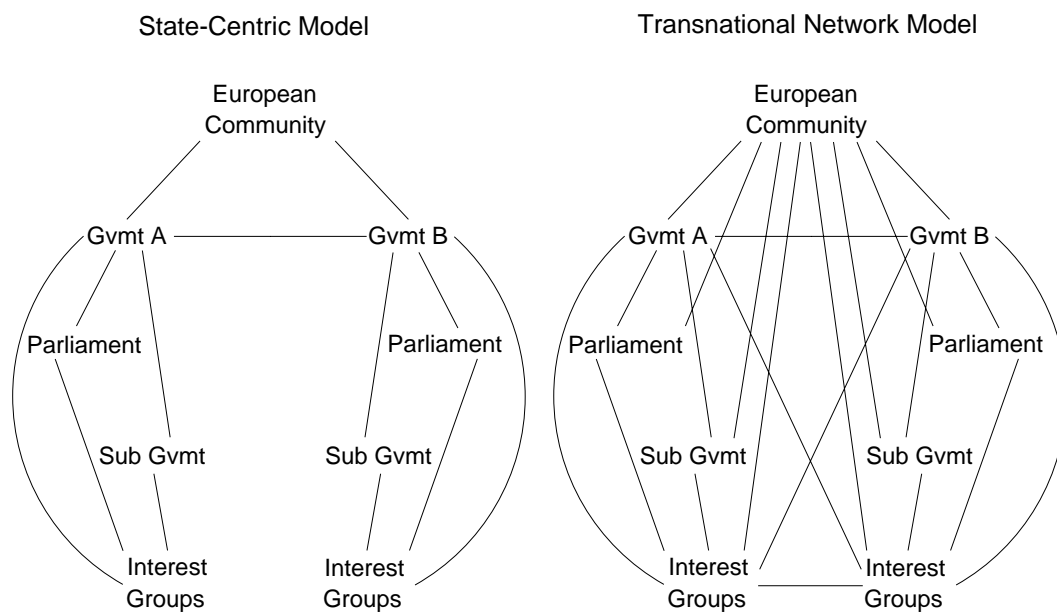 State-Centric Model
European
Community
Gvmt A
Gvmt B
Parliament
Parliament
Sub Gvmt
Sub Gvmt
Interest
Groups
Interest
Groups
Transnational Network Model
European
Community
Gvmt A
Gvmt B
Parliament
Parliament
Sub Gvmt
Sub Gvmt
Interest
Groups
Interest
Groups